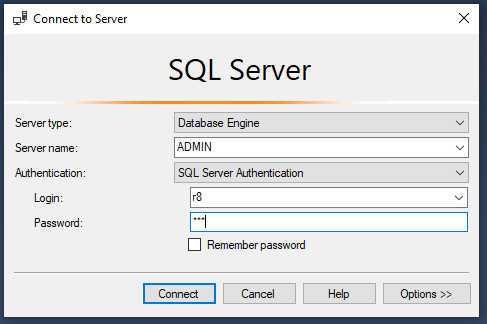 Connect to Server
SQL Server
Server type: Database Engine
Server name: ADMIN
Authentication: SQL Server Authentication
Login: r8
Password: ***
Remember password
Connect Cancel Help Options >>